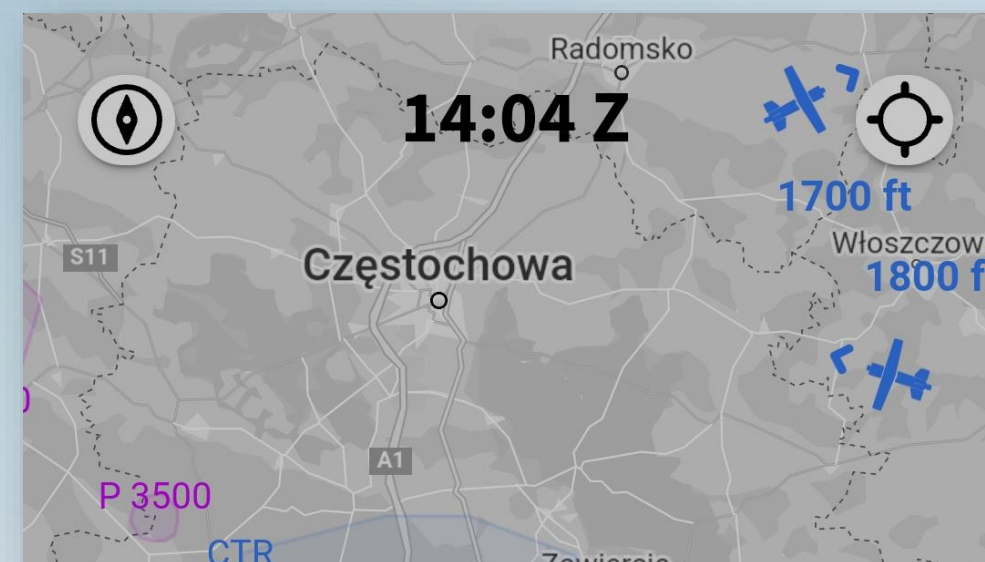 Radomsko
14:04 Z
1700 ft
Włoszczow
1800 f
S11
Częstochowa
A1
P 3500
CTR